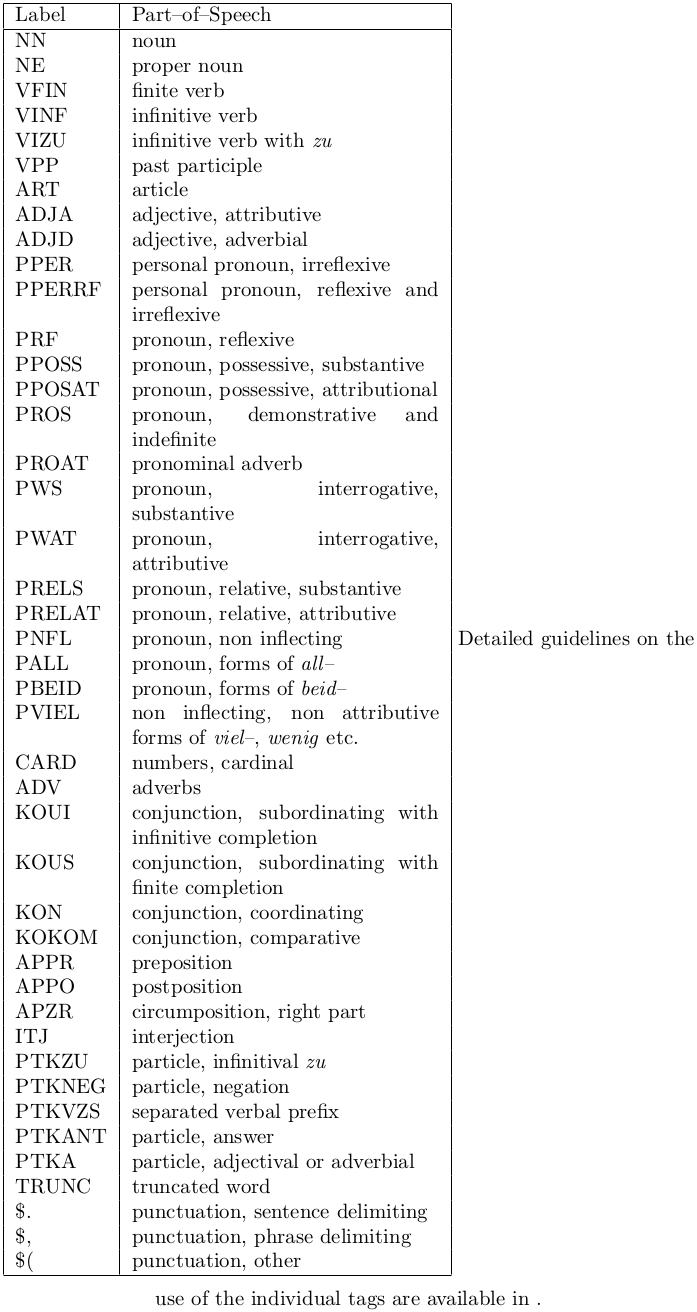 Label Part–of–Speech
NN noun
NE proper noun
VFIN finite verb
VINF infinitive verb
VIZU infinitive verb with zu
VPP past participle
ART article
ADJA adjective, attributive
ADJD adjective, adverbial
PPER personal pronoun, irreflexive
PPERRF personal pronoun, reflexive and
irreflexive
PRF pronoun, reflexive
PPOSS pronoun, possessive, substantive
PPOSAT pronoun, possessive, attributional
PROS pronoun, demonstrative and
indefinite
PROAT pronominal adverb
PWS pronoun, interrogative,
substantive
PWAT pronoun, interrogative,
attributive
PRELS pronoun, relative, substantive
PRELAT pronoun, relative, attributive
PNFL pronoun, non inflecting
PALL pronoun, forms of all–
PBEID pronoun, forms of beid–
PVIEL non inflecting, non attributive
forms of viel–, wenig etc.
CARD numbers, cardinal
ADV adverbs
KOUI conjunction, subordinating with
infinitive completion
KOUS conjunction, subordinating with
finite completion
KON conjunction, coordinating
KOKOM conjunction, comparative
APPR preposition
APPO postposition
APZR circumposition, right part
ITJ interjection
PTKZU particle, infinitival zu
PTKNEG particle, negation
PTKVZS separated verbal prefix
PTKANT particle, answer
PTKA particle, adjectival or adverbial
TRUNC truncated word
$. punctuation, sentence delimiting
$, punctuation, phrase delimiting
$( punctuation, other
Detailed guidelines on the
use of the individual tags are available in .